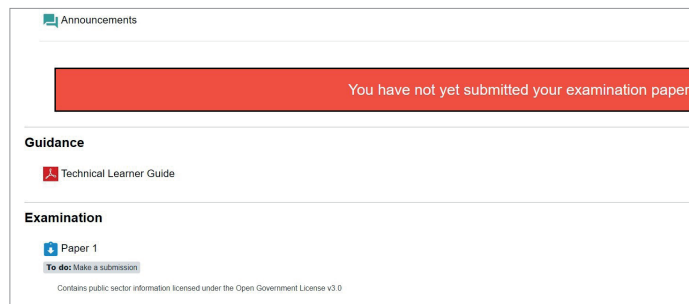 Announcements
You have not yet submitted your examination paper
Guidance
Technical Learner Guide
Examination
Paper 1
To do: Make a submission
Contains public sector information licensed under the Open Government License v3.0